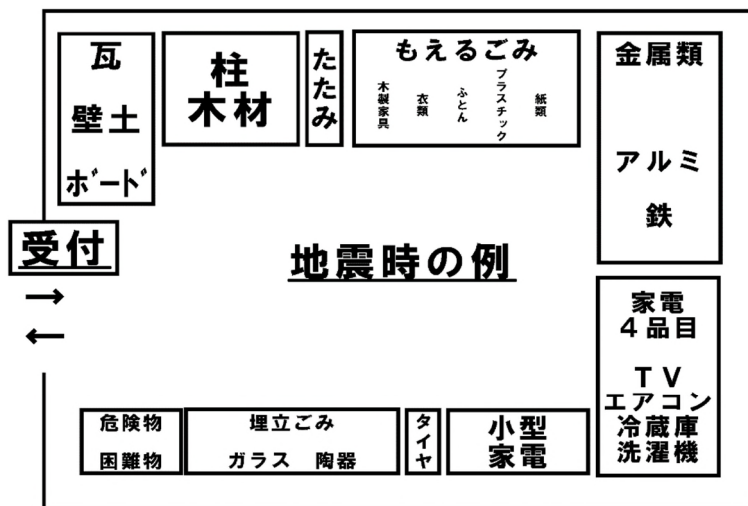 瓦
壁土
ボード
柱
木材
たたみ
もえるごみ
木製家具
衣類
ふとん
プラスチック
紙類
金属類
アルミ
鉄
受付
地震時の例
家電
4品目
TV
エアコン
冷蔵庫
洗濯機
危険物
困難物
埋立ごみ
ガラス 陶器
タイヤ
小型
家電